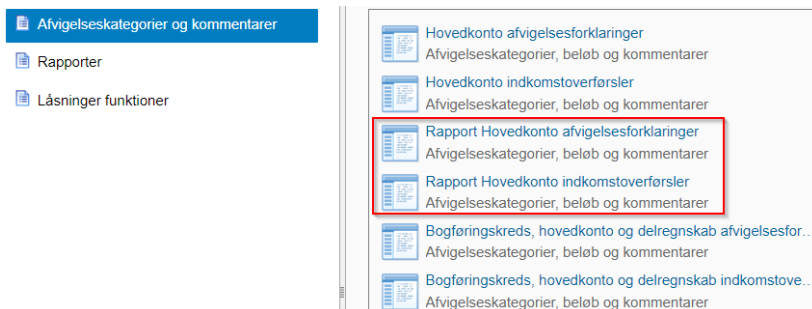 Afvigelseskategorier og kommentarer
Rapporter
Låsninger funktioner
Hovedkonto afvigelsesforklaringer
Afvigelseskategorier, beløb og kommentarer
Hovedkonto indkomstoverførsler
Afvigelseskategorier, beløb og kommentarer
Rapport Hovedkonto afvigelsesforklaringer
Afvigelseskategorier, beløb og kommentarer
Rapport Hovedkonto indkomstoverførsler
Afvigelseskategorier, beløb og kommentarer
Bogføringskreds, hovedkonto og delregnskab afvigelsesfor...
Afvigelseskategorier, beløb og kommentarer
Bogføringskreds, hovedkonto og delregnskab indkomstove...
Afvigelseskategorier, beløb og kommentarer